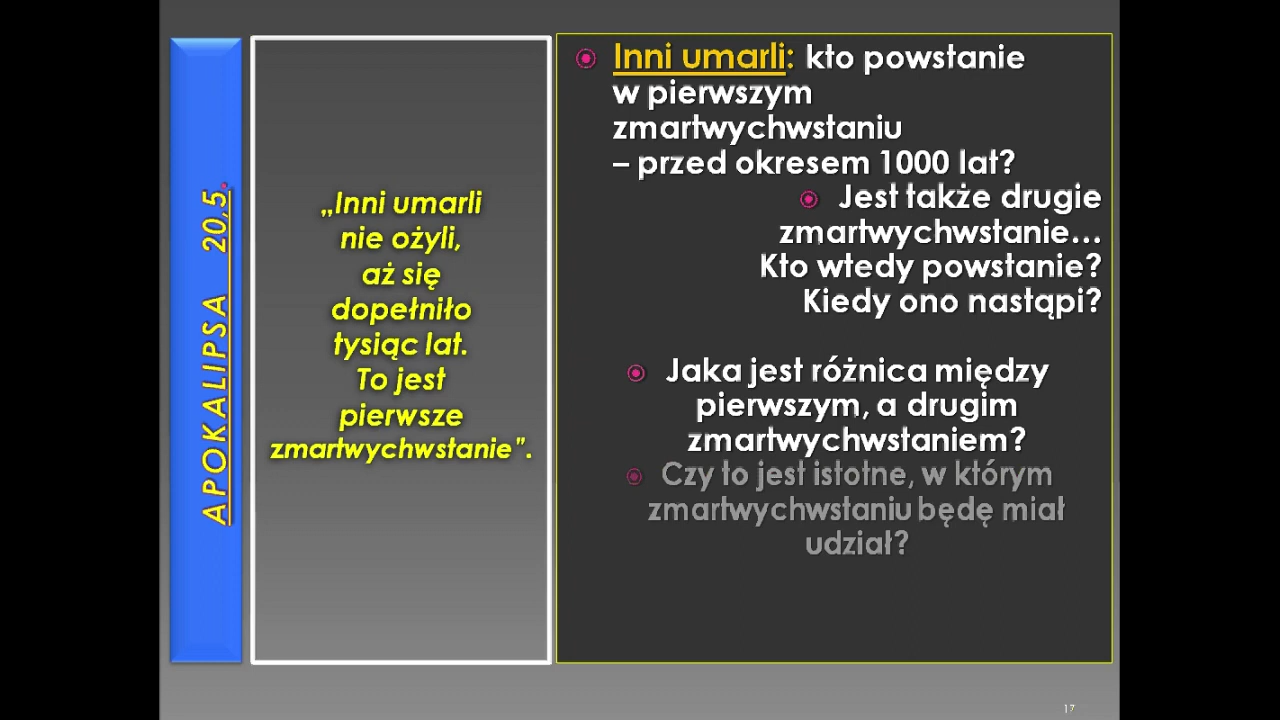 APOKALIPSA 20,5.
„Inni umarli
nie ożyli,
aż się
dopełniło
tysiąc lat.
To jest
pierwsze
zmartwychwstanie”.
Inni umarli: kto powstanie
w pierwszym
zmartwychwstaniu
– przed okresem 1000 lat?
Jest także drugie
zmartwychwstanie...
Kto wtedy powstanie?
Kiedy ono nastąpi?
Jaka jest różnica między
pierwszym, a drugim
zmartwychwstaniem?
Czy to jest istotne, w którym
zmartwychwstaniu będę miał
udział?
17